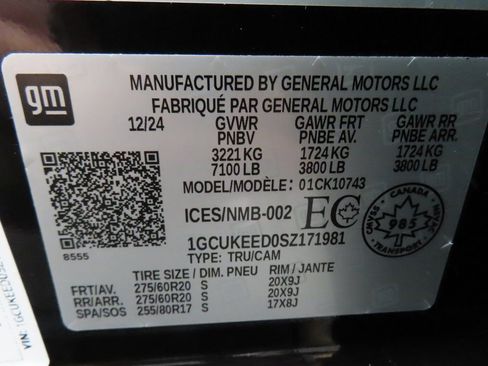 gm
MANUFACTURED BY GENERAL MOTORS LLC
FABRIQUÉ PAR GENERAL MOTORS LLC
12/24 GVWR GAWR FRT GAWR RR
PNBV PNBE AV. PNBE ARR.
3221 KG 1724 KG 1724 KG
7100 LB 3800 LB 3800 LB
MODEL/MODÈLE: 01CK10743
ICES/NMB-002 EC
CANADA
985
CMVSS NSVAC
TRANSPORT
1GCUKEED0SZ171981
8555 TYPE: TRU/CAM
TIRE SIZE / DIM. PNEU RIM / JANTE
FRT/AV. 275/60R20 S 20X9J
RR/ARR. 275/60R20 S 20X9J
SPA/SOS 255/80R17 S 17X8J